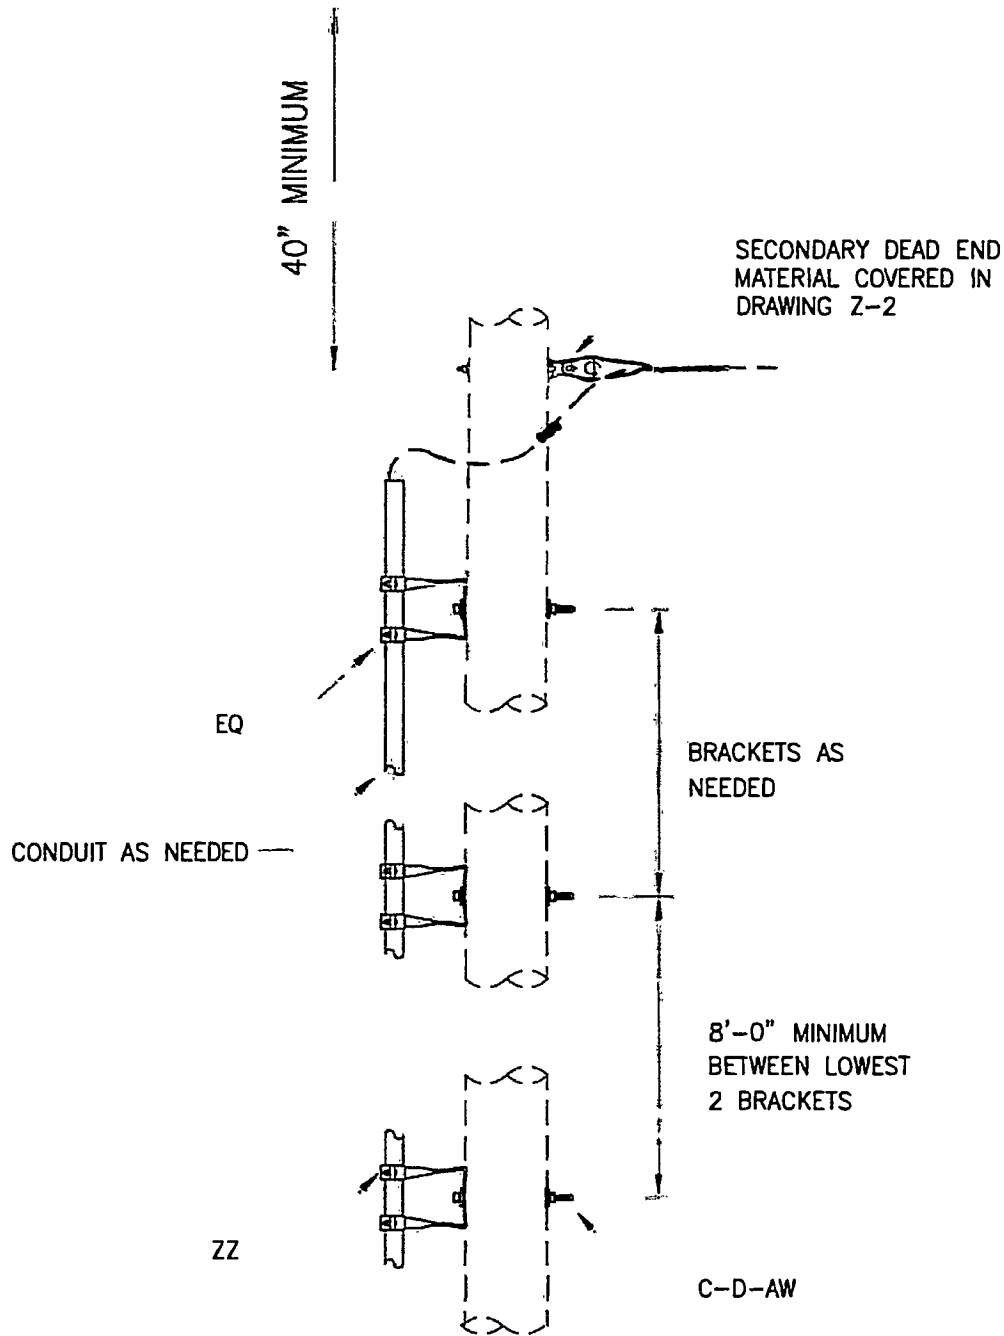 40" MINIMUM
SECONDARY DEAD END
MATERIAL COVERED IN
DRAWING Z-2
EQ
BRACKETS AS
NEEDED
CONDUIT AS NEEDED
8'-0" MINIMUM
BETWEEN LOWEST
2 BRACKETS
ZZ
C-D-AW